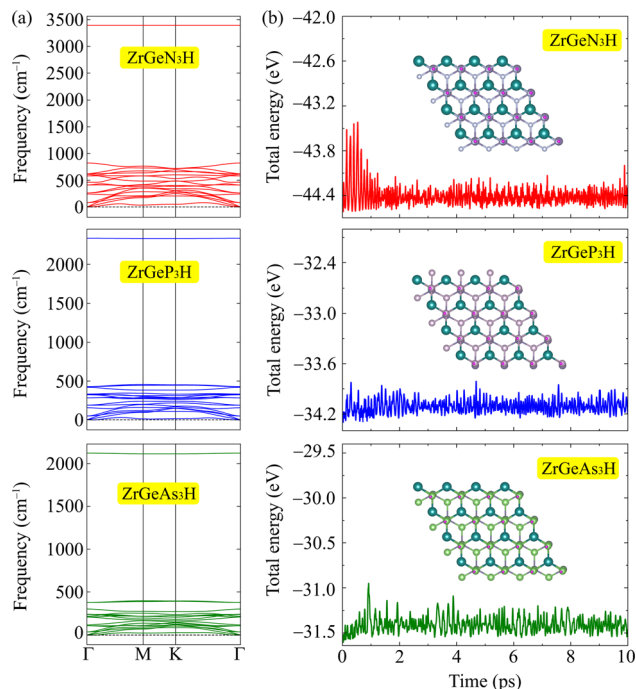 (a)
Frequency (cm⁻¹)
3500
3000
2500
2000
1500
1000
500
0
ZrGeN₃H
Frequency (cm⁻¹)
2000
1500
1000
500
0
ZrGeP₃H
Frequency (cm⁻¹)
2000
1500
1000
500
0
ZrGeAs₃H
Γ M K Γ
(b)
Total energy (eV)
−42.0
−42.6
−43.2
−43.8
−44.4
ZrGeN₃H
Total energy (eV)
−32.4
−33.0
−33.6
−34.2
ZrGeP₃H
Total energy (eV)
−29.5
−30.0
−30.5
−31.0
−31.5
ZrGeAs₃H
0 2 4 6 8 10
Time (ps)